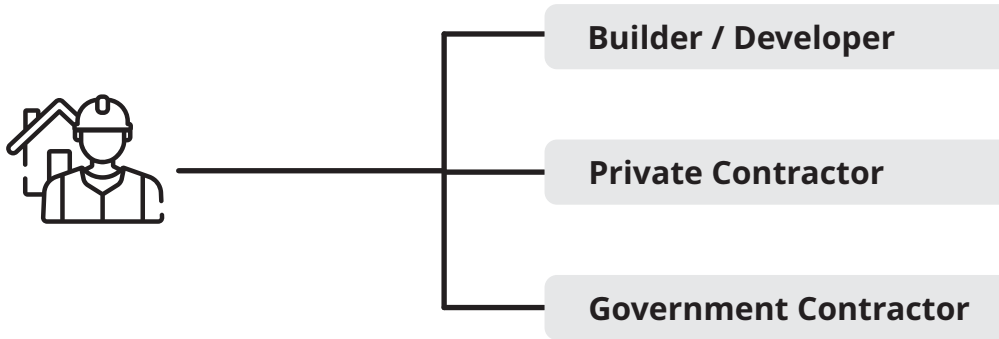 Builder / Developer
Private Contractor
Government Contractor